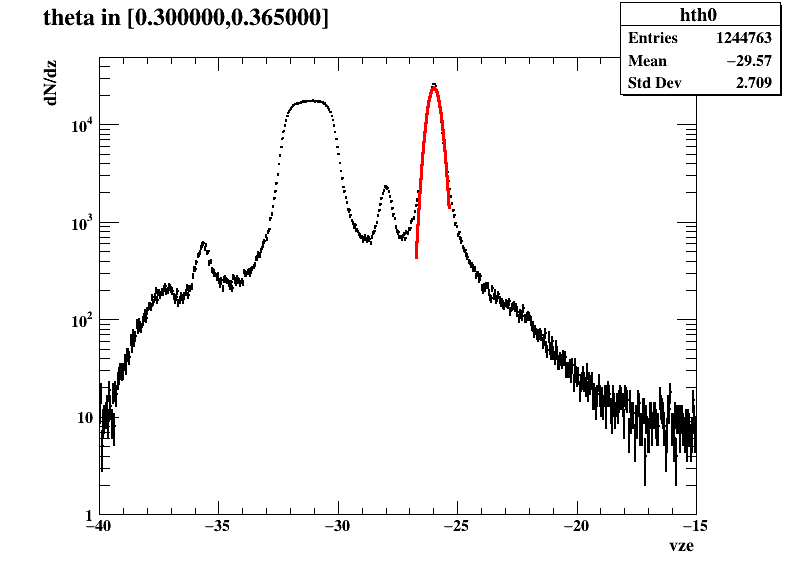 theta in [0.300000,0.365000]
hth0
Entries 1244763
Mean −29.57
Std Dev 2.709
dN/dz
10^4
10^3
10^2
10
1
−40 −35 −30 −25 −20 −15
vze